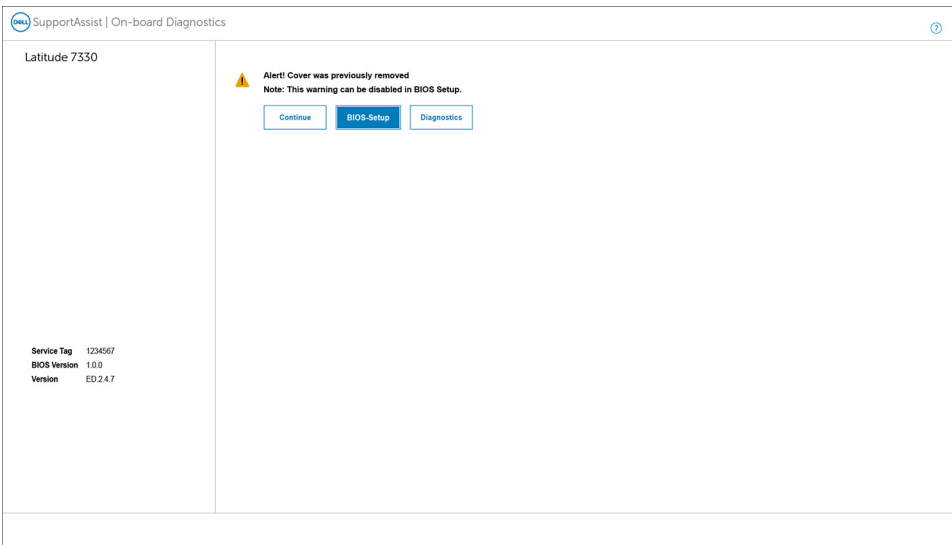 DELL SupportAssist | On-board Diagnostics
?
Latitude 7330
Alert! Cover was previously removed
Note: This warning can be disabled in BIOS Setup.
Continue BIOS-Setup Diagnostics
Service Tag 1234567
BIOS Version 1.0.0
Version ED.2.4.7